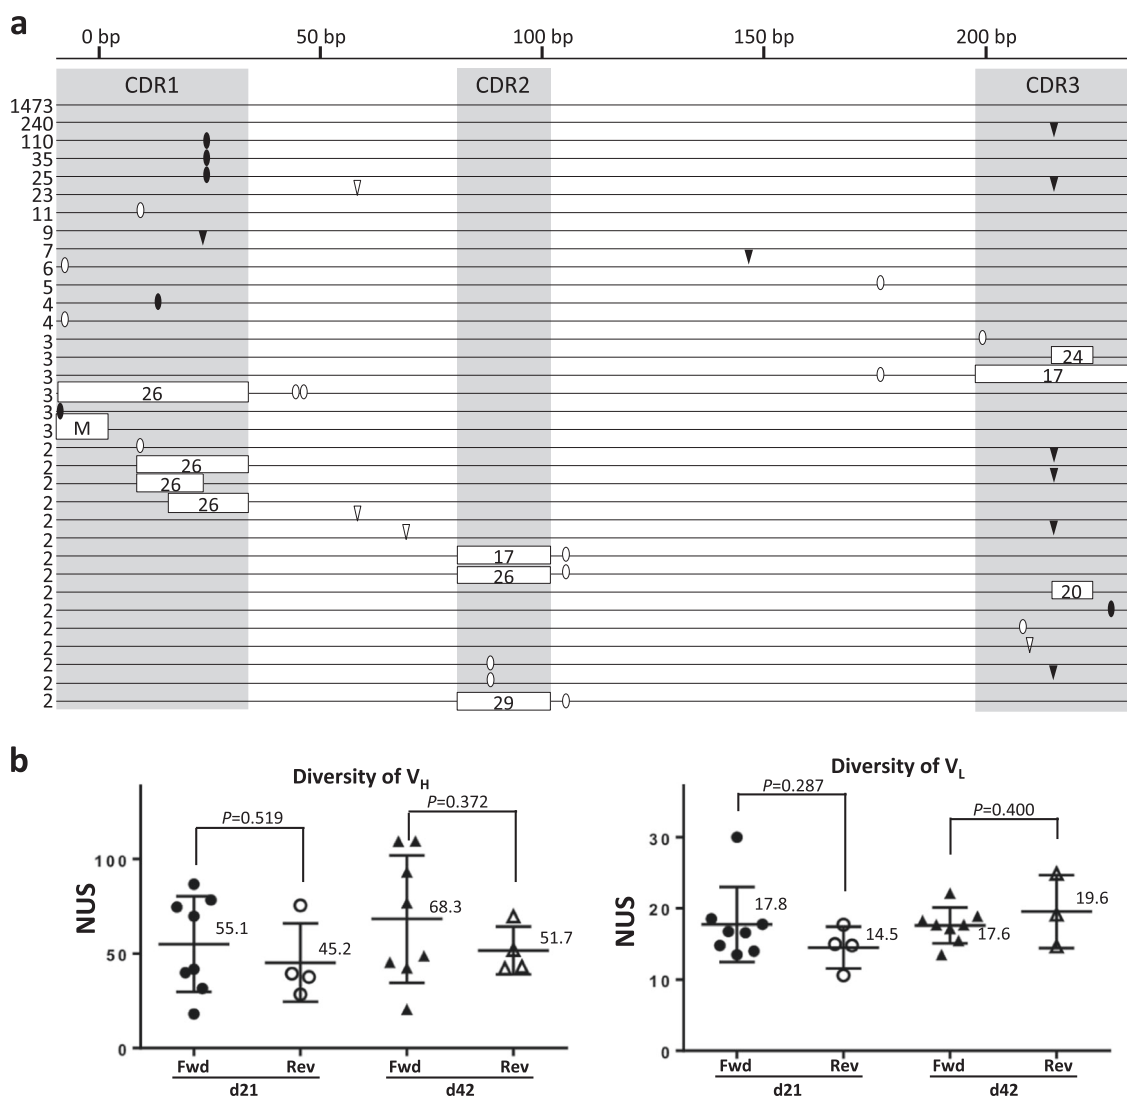 a
0 bp 50 bp 100 bp 150 bp 200 bp
CDR1 CDR2 CDR3
1473
240
110
35
25
23
11
9
7
6
5
4
4
3
3 24
3 17
3 26
3
3 M
2
2 26
2 26
2 26
2
2
2 17
2 26
2 20
2
2
2
2
2
2 29
b
Diversity of VH
P=0.519
P=0.372
NUS
100
50
0
55.1
45.2
68.3
51.7
Fwd Rev Fwd Rev
d21 d42
Diversity of VL
P=0.287
P=0.400
NUS
30
20
10
0
17.8
14.5
17.6
19.6
Fwd Rev Fwd Rev
d21 d42